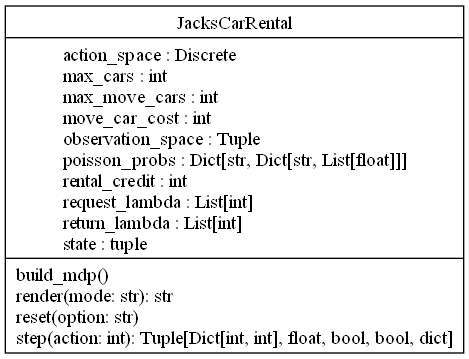 JacksCarRental
action_space : Discrete
max_cars : int
max_move_cars : int
move_car_cost : int
observation_space : Tuple
poisson_probs : Dict[str, Dict[str, List[float]]]
rental_credit : int
request_lambda : List[int]
return_lambda : List[int]
state : tuple
build_mdp()
render(mode: str): str
reset(option: str)
step(action: int): Tuple[Dict[int, int], float, bool, bool, dict]